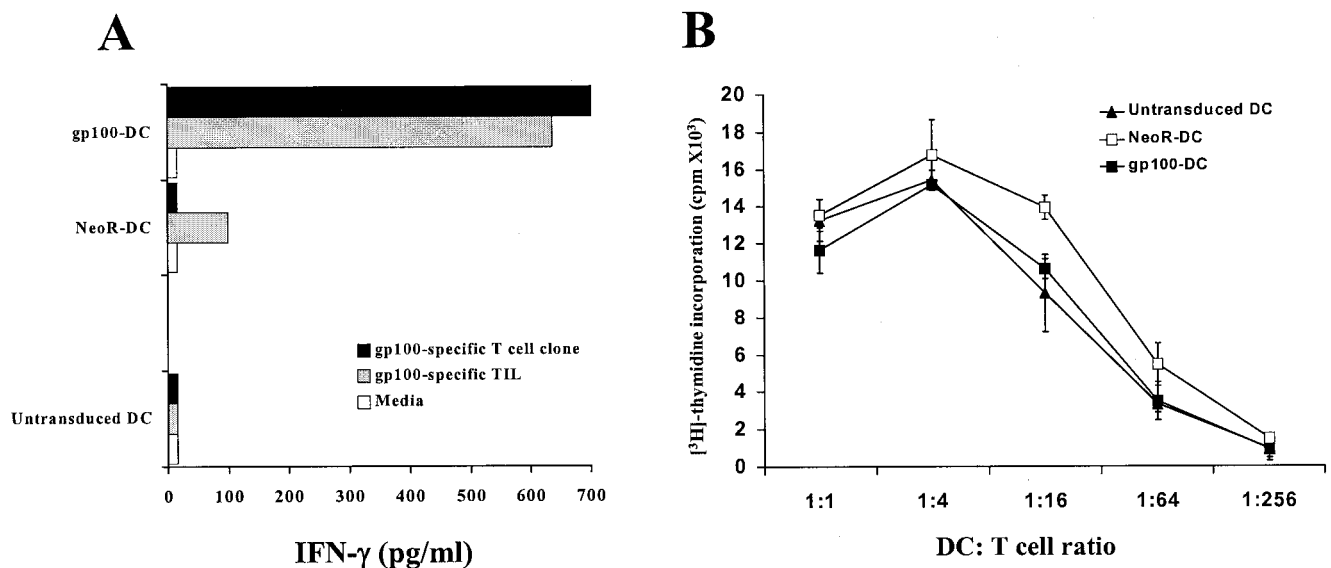 A
gp100-DC
NeoR-DC
Untransduced DC
gp100-specific T cell clone
gp100-specific TIL
Media
0 100 200 300 400 500 600 700
IFN-γ (pg/ml)
B
[³H]-thymidine incorporation (cpm X10³)
20
18
16
14
12
10
8
6
4
2
0
Untransduced DC
NeoR-DC
gp100-DC
1:1 1:4 1:16 1:64 1:256
DC: T cell ratio